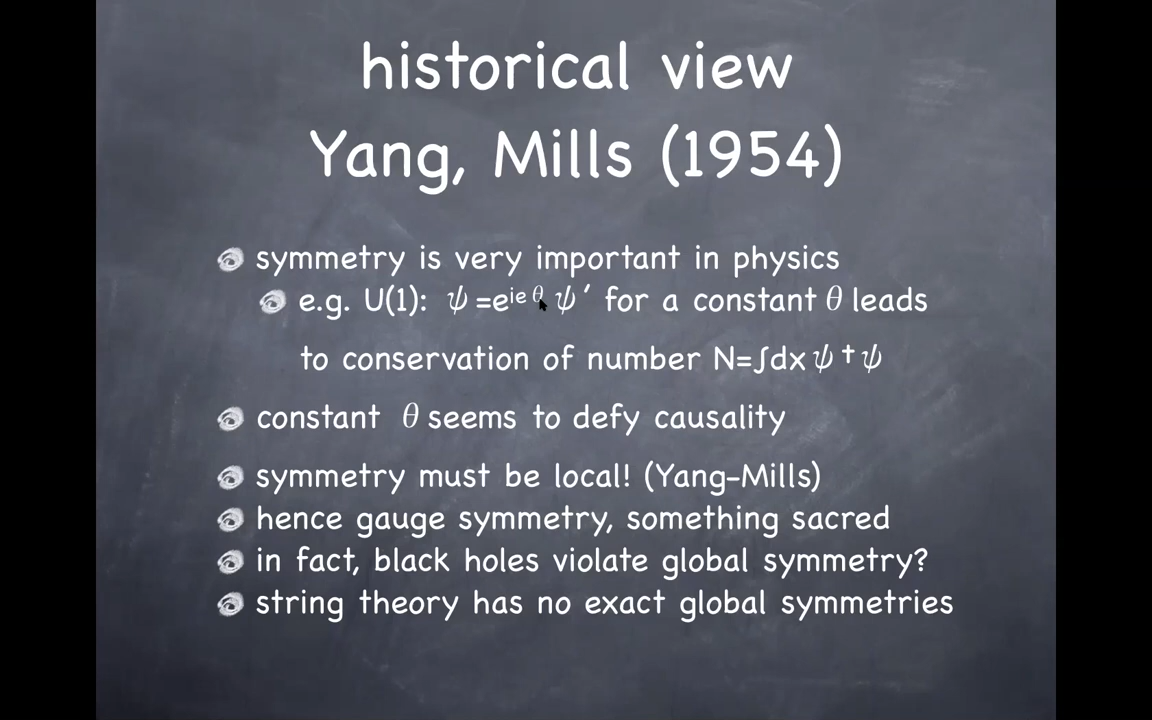 historical view
Yang, Mills (1954)
symmetry is very important in physics
e.g. U(1): ψ=e^{ieθ}ψ′ for a constant θ leads
to conservation of number N=∫dxψ†ψ
constant θ seems to defy causality
symmetry must be local! (Yang-Mills)
hence gauge symmetry, something sacred
in fact, black holes violate global symmetry?
string theory has no exact global symmetries